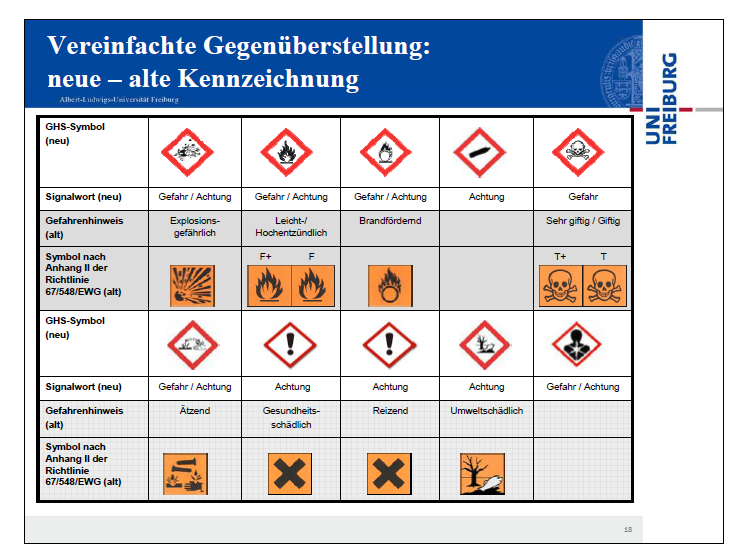 Vereinfachte Gegenüberstellung:
neue – alte Kennzeichnung
Albert-Ludwigs-Universität Freiburg
UNI
FREIBURG
GHS-Symbol
(neu)
Signalwort (neu) Gefahr / Achtung Gefahr / Achtung Gefahr / Achtung Achtung Gefahr
Gefahrenhinweis Explosions- Leicht-/ Brandfördernd Sehr giftig / Giftig
(alt) gefährlich Hochentzündlich
Symbol nach F+ F T+ T
Anhang II der
Richtlinie
67/548/EWG (alt)
GHS-Symbol
(neu)
Signalwort (neu) Gefahr / Achtung Achtung Achtung Achtung Gefahr / Achtung
Gefahrenhinweis Ätzend Gesundheits- Reizend Umweltschädlich
(alt) schädlich
Symbol nach
Anhang II der
Richtlinie
67/548/EWG (alt)
18